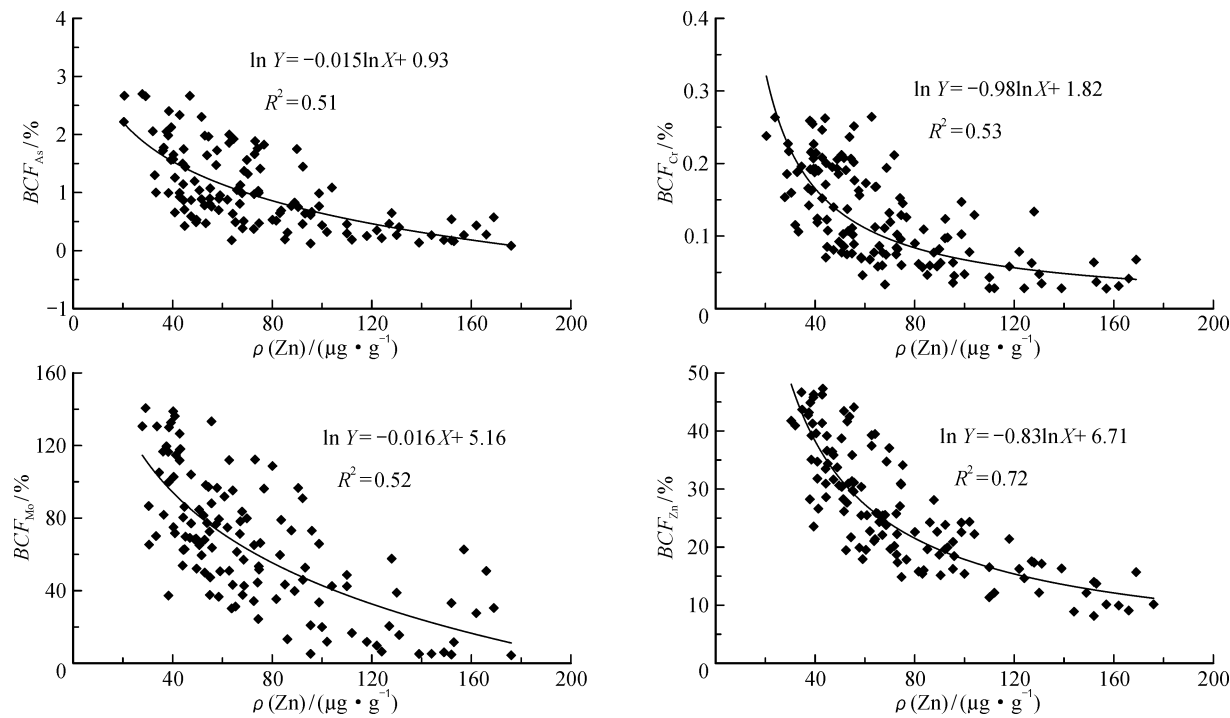 4
3
2
1
0
−1
BCF_As/%
ln Y=−0.015lnX+0.93
R²=0.51
0 40 80 120 160 200
ρ(Zn)/(μg·g⁻¹)
0.4
0.3
0.2
0.1
0
BCF_Cr/%
ln Y=−0.98lnX+1.82
R²=0.53
40 80 120 160 200
ρ(Zn)/(μg·g⁻¹)
160
120
80
40
0
BCF_Mo/%
ln Y=−0.016X+5.16
R²=0.52
40 80 120 160 200
ρ(Zn)/(μg·g⁻¹)
50
40
30
20
10
0
BCF_Zn/%
ln Y=−0.83lnX+6.71
R²=0.72
40 80 120 160 200
ρ(Zn)/(μg·g⁻¹)